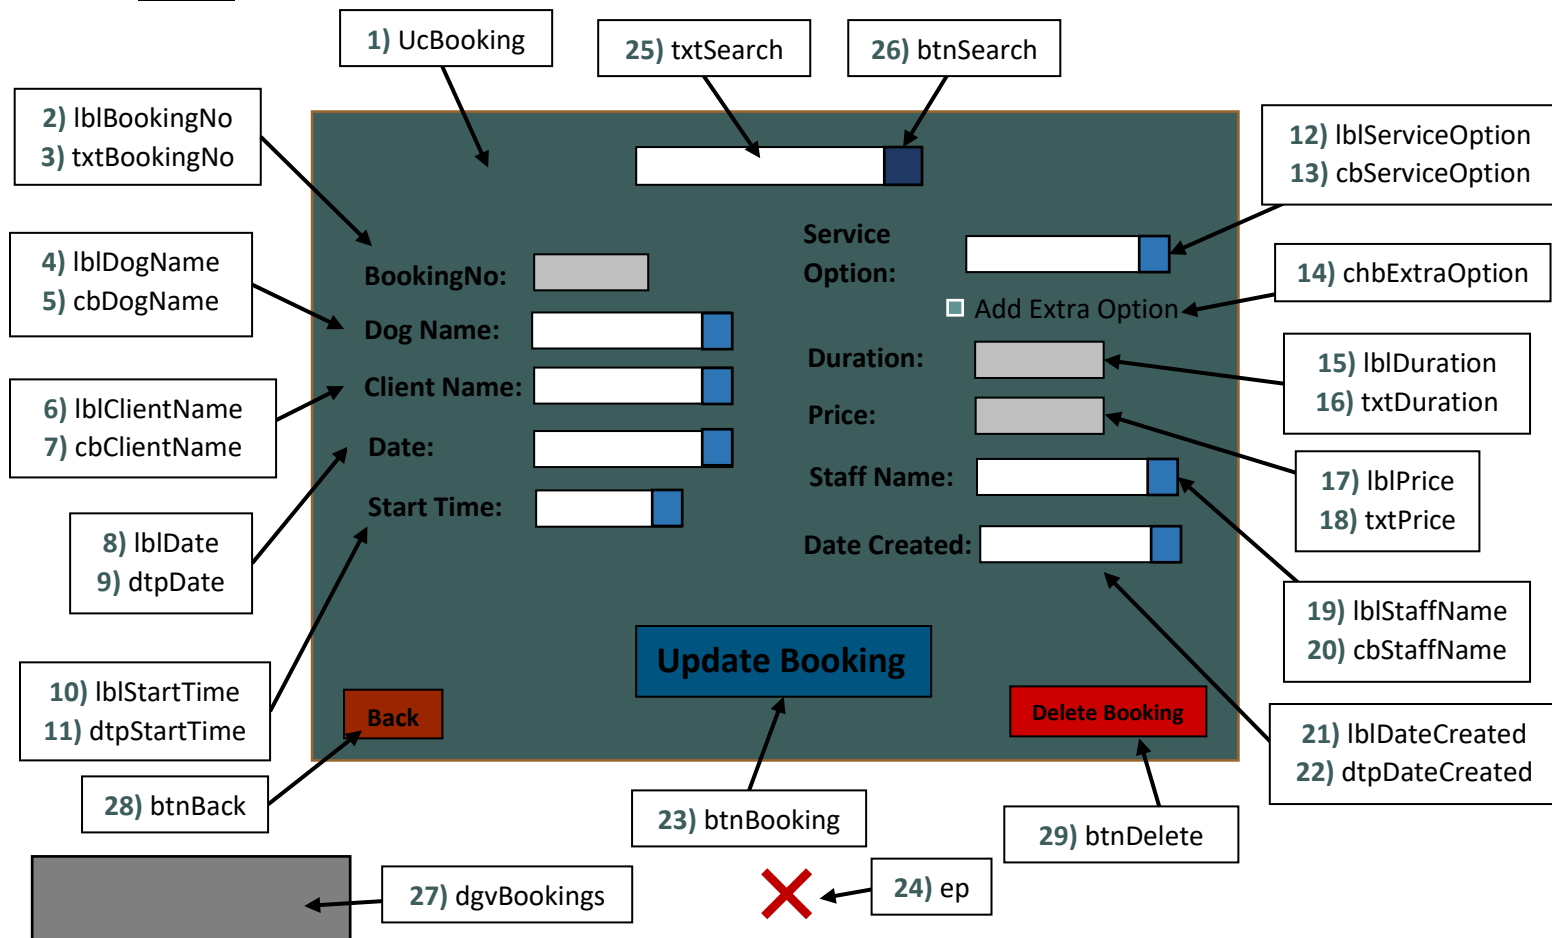 1) UcBooking
25) txtSearch
26) btnSearch
2) lblBookingNo
3) txtBookingNo
12) lblServiceOption
13) cbServiceOption
4) lblDogName
5) cbDogName
14) chbExtraOption
6) lblClientName
7) cbClientName
15) lblDuration
16) txtDuration
8) lblDate
9) dtpDate
17) lblPrice
18) txtPrice
10) lblStartTime
11) dtpStartTime
19) lblStaffName
20) cbStaffName
21) lblDateCreated
22) dtpDateCreated
BookingNo:
Dog Name:
Client Name:
Date:
Start Time:
Service
Option:
Add Extra Option
Duration:
Price:
Staff Name:
Date Created:
Update Booking
Back
Delete Booking
28) btnBack
23) btnBooking
29) btnDelete
27) dgvBookings
24) ep